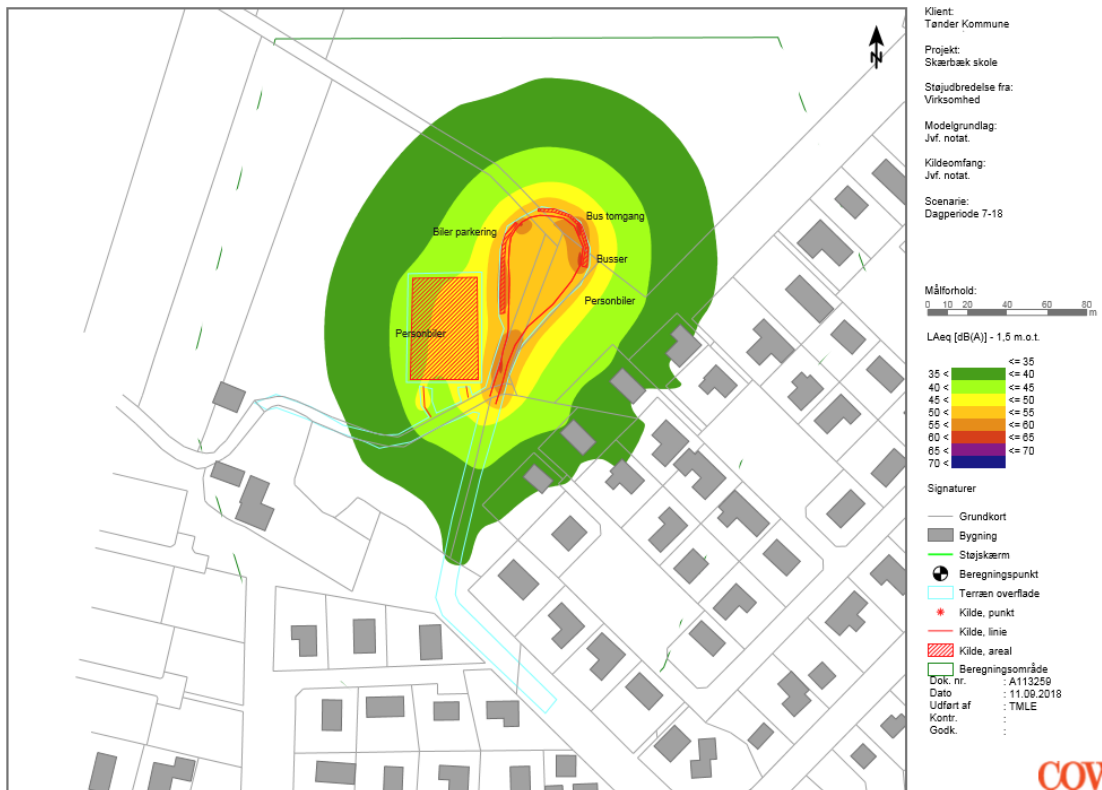 Klient:
Tønder Kommune
Projekt:
Skærbæk skole
Støjudbredelse fra:
Virksomhed
Modelgrundlag:
Jvf. notat.
Kildeomfang:
Jvf. notat.
Scenarie:
Dagperiode 7-18
N
Bus tomgang
Biler parkering
Busser
Personbiler
Personbiler
Målforhold:
0 10 20 40 60 80
m
LAeq [dB(A)] - 1,5 m.o.t.
<= 35
35 < <= 40
40 < <= 45
45 < <= 50
50 < <= 55
55 < <= 60
60 < <= 65
65 < <= 70
70 <
Signaturer
Grundkort
Bygning
Støjskærm
Beregningspunkt
Terræn overflade
Kilde, punkt
Kilde, linie
Kilde, areal
Beregningsområde
Dok. nr. : A113259
Dato : 11.09.2018
Udført af : TMLE
Kontr. :
Godk. :